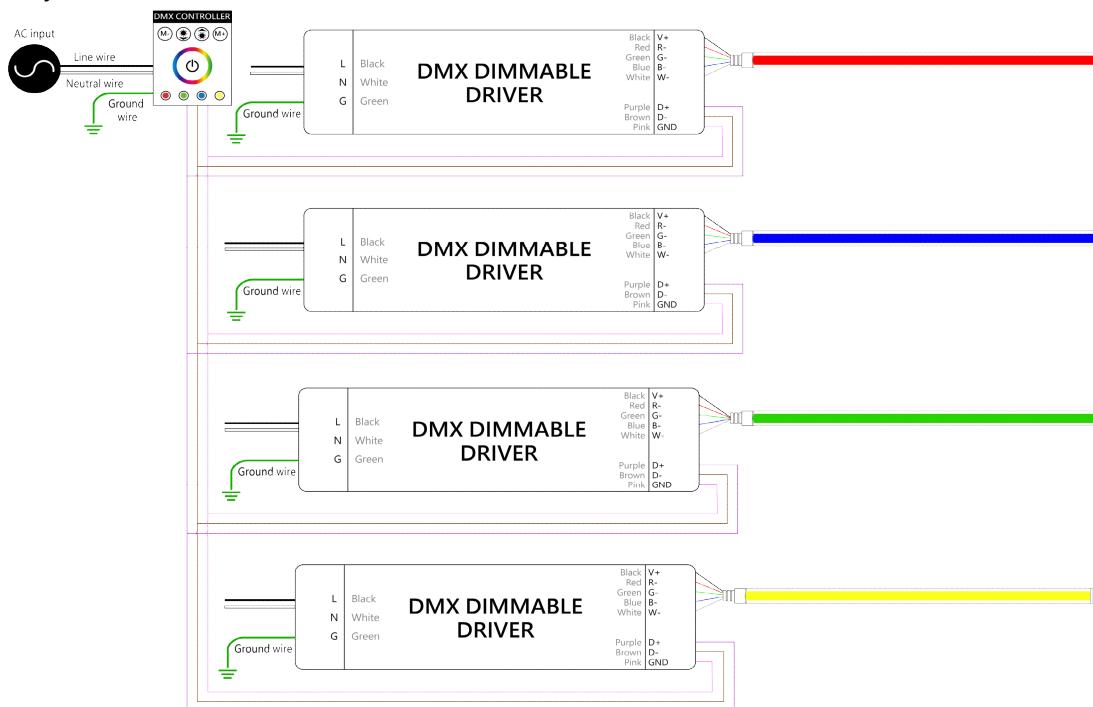 DMX CONTROLLER
M-
M+
AC input
Line wire
Neutral wire
Ground
wire
L Black
N White
G Green
Ground wire
DMX DIMMABLE
DRIVER
Black V+
Red R-
Green G-
Blue B-
White W-
Purple D+
Brown D-
Pink GND
L Black
N White
G Green
Ground wire
DMX DIMMABLE
DRIVER
Black V+
Red R-
Green G-
Blue B-
White W-
Purple D+
Brown D-
Pink GND
L Black
N White
G Green
Ground wire
DMX DIMMABLE
DRIVER
Black V+
Red R-
Green G-
Blue B-
White W-
Purple D+
Brown D-
Pink GND
L Black
N White
G Green
Ground wire
DMX DIMMABLE
DRIVER
Black V+
Red R-
Green G-
Blue B-
White W-
Purple D+
Brown D-
Pink GND